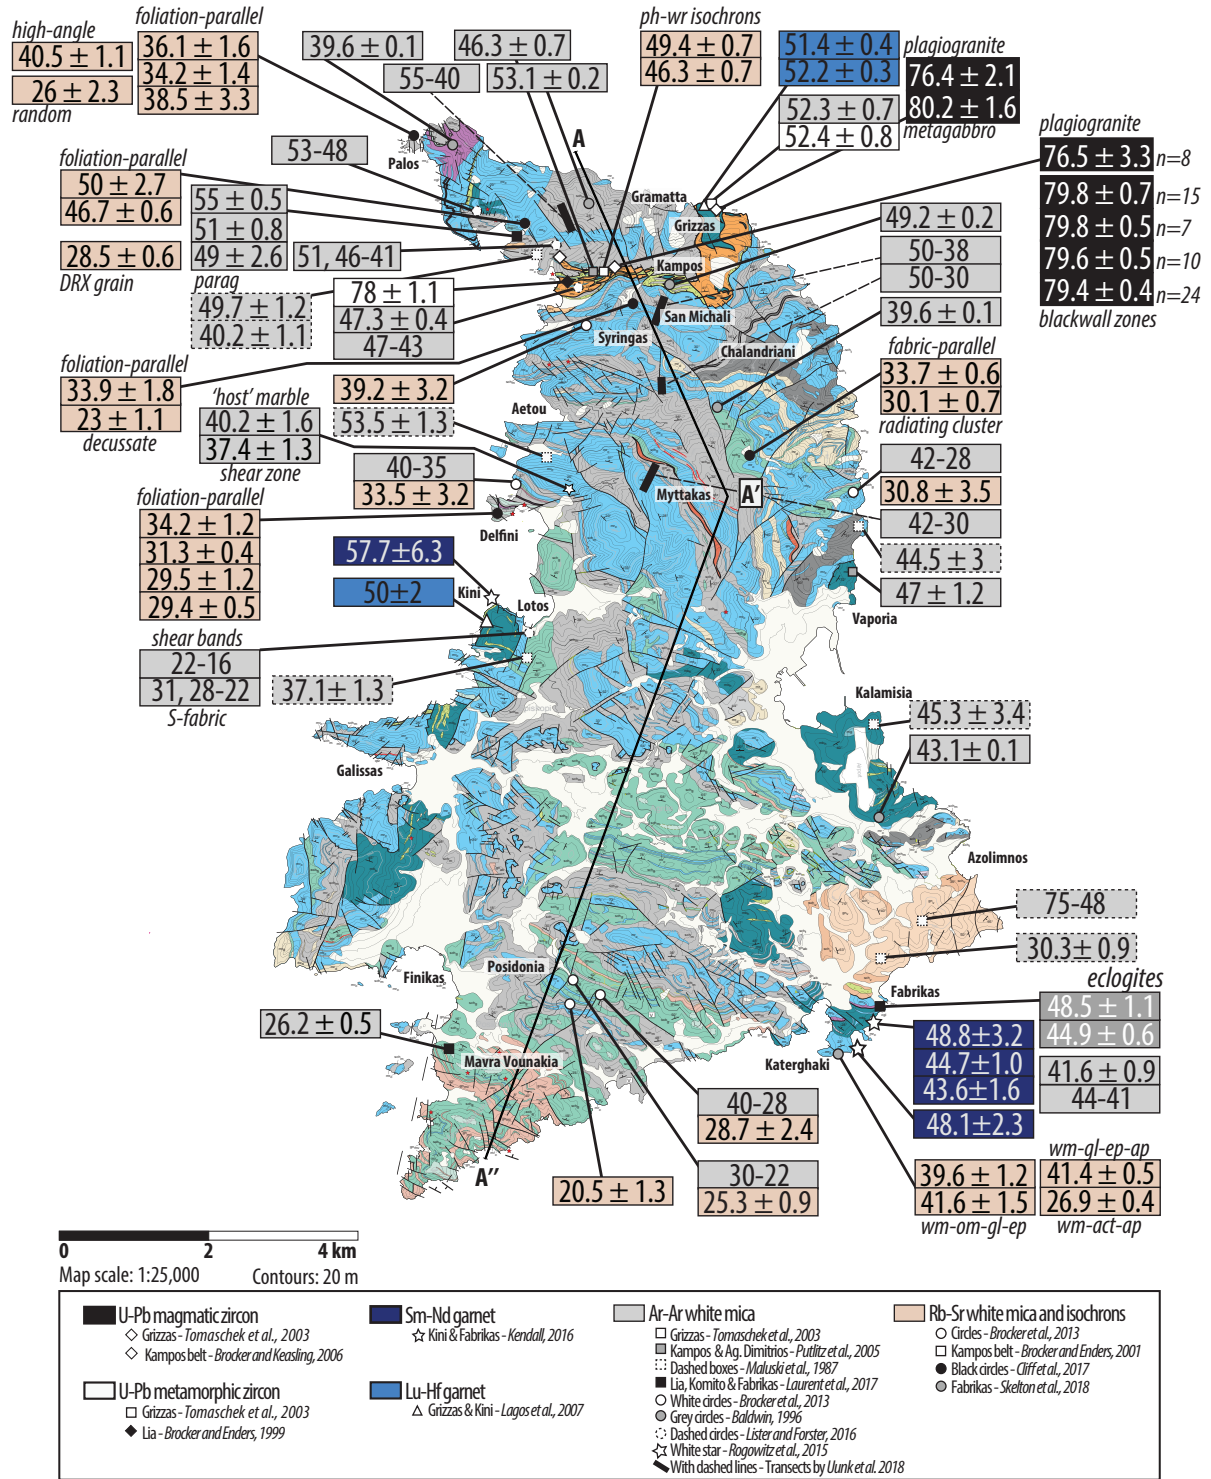 high-angle
40.5 ± 1.1
26 ± 2.3
random
foliation-parallel
36.1 ± 1.6
34.2 ± 1.4
38.5 ± 3.3
39.6 ± 0.1
55-40
46.3 ± 0.7
53.1 ± 0.2
ph-wr isochrons
49.4 ± 0.7
46.3 ± 0.7
51.4 ± 0.4
52.2 ± 0.3
52.3 ± 0.7
52.4 ± 0.8
plagiogranite
76.4 ± 2.1
80.2 ± 1.6
metagabbro
plagiogranite
76.5 ± 3.3 n=8
79.8 ± 0.7 n=15
79.8 ± 0.5 n=7
79.6 ± 0.5 n=10
79.4 ± 0.4 n=24
blackwall zones
A
Palos
53-48
Gramatta
Grizzas
foliation-parallel
50 ± 2.7
46.7 ± 0.6
28.5 ± 0.6
DRX grain
55 ± 0.5
51 ± 0.8
49 ± 2.6
parag
51, 46-41
49.7 ± 1.2
40.2 ± 1.1
78 ± 1.1
47.3 ± 0.4
47-43
Kampos
San Michali
Syringas
Chalandriani
49.2 ± 0.2
50-38
50-30
39.6 ± 0.1
foliation-parallel
33.9 ± 1.8
23 ± 1.1
decussate
'host' marble
40.2 ± 1.6
37.4 ± 1.3
shear zone
39.2 ± 3.2
53.5 ± 1.3
Aetou
40-35
33.5 ± 3.2
fabric-parallel
33.7 ± 0.6
30.1 ± 0.7
radiating cluster
42-28
30.8 ± 3.5
42-30
44.5 ± 3
47 ± 1.2
Myttakas
A'
Vaporia
foliation-parallel
34.2 ± 1.2
31.3 ± 0.4
29.5 ± 1.2
29.4 ± 0.5
Delfini
57.7±6.3
50±2
Kini
Lotos
shear bands
22-16
31, 28-22
S-fabric
37.1± 1.3
Kalamisia
45.3 ± 3.4
43.1± 0.1
Galissas
Azolimnos
75-48
30.3± 0.9
Finikas
Posidonia
Fabrikas
eclogites
48.5 ± 1.1
44.9 ± 0.6
41.6 ± 0.9
44-41
48.8±3.2
44.7±1.0
43.6±1.6
48.1±2.3
Katerghaki
26.2 ± 0.5
Mavra Vounakia
40-28
28.7 ± 2.4
30-22
25.3 ± 0.9
20.5 ± 1.3
A''
39.6 ± 1.2
41.6 ± 1.5
wm-om-gl-ep
wm-gl-ep-ap
41.4 ± 0.5
26.9 ± 0.4
wm-act-ap
0 2 4 km
Map scale: 1:25,000 Contours: 20 m
U-Pb magmatic zircon
Grizzas - Tomaschek et al., 2003
Kampos belt - Brocker and Keasling, 2006
U-Pb metamorphic zircon
Grizzas - Tomaschek et al., 2003
Lia - Brocker and Enders, 1999
Sm-Nd garnet
Kini & Fabrikas - Kendall, 2016
Lu-Hf garnet
Grizzas & Kini - Lagos et al., 2007
Ar-Ar white mica
Grizzas - Tomaschek et al., 2003
Kampos & Ag. Dimitrios - Putlitz et al., 2005
Dashed boxes - Maluski et al., 1987
Lia, Komito & Fabrikas - Laurent et al., 2017
White circles - Brocker et al., 2013
Grey circles - Baldwin, 1996
Dashed circles - Lister and Forster, 2016
White star - Rogowitz et al., 2015
With dashed lines - Transects by Uunk et al. 2018
Rb-Sr white mica and isochrons
Circles - Brocker et al., 2013
Kampos belt - Brocker and Enders, 2001
Black circles - Cliff et al., 2017
Fabrikas - Skelton et al., 2018